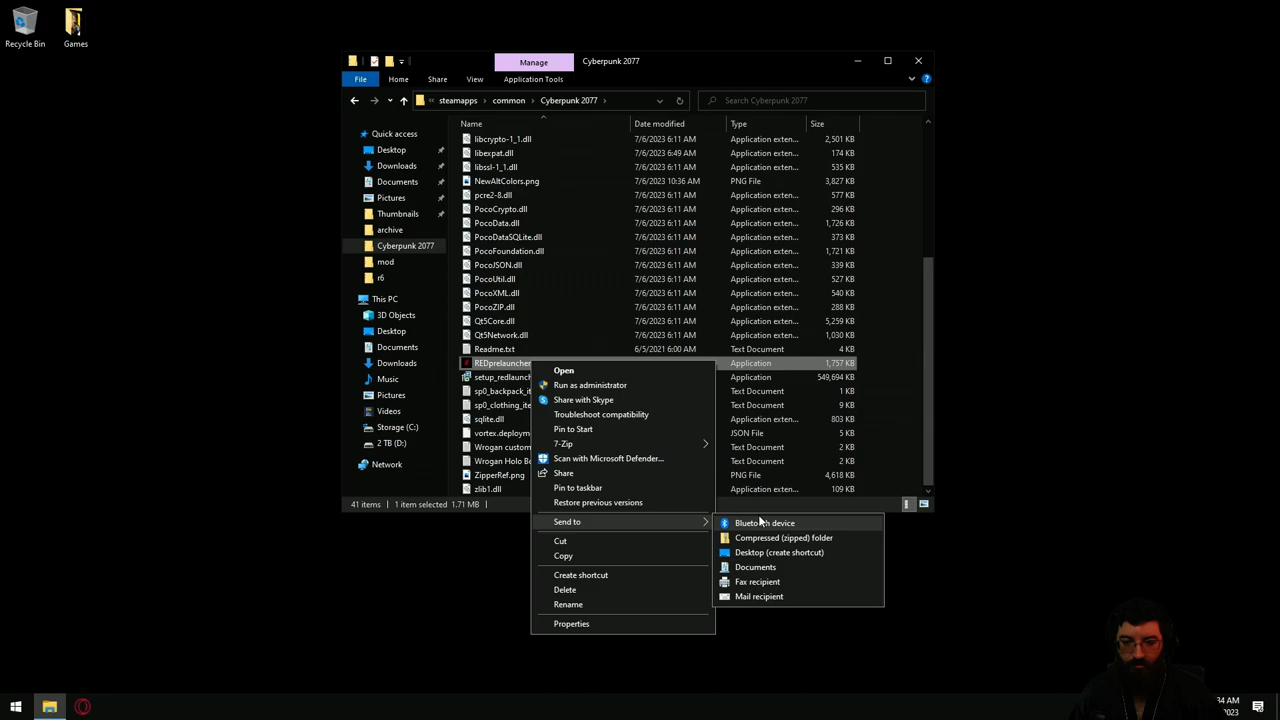 Recycle Bin
Games
Manage
Cyberpunk 2077
File
Home
Share
View
Application Tools
steamapps
common
Cyberpunk 2077
Search Cyberpunk 2077
Name
Date modified
Type
Size
Quick access
Desktop
Downloads
Documents
Pictures
Thumbnails
archive
Cyberpunk 2077
mod
r6
This PC
3D Objects
Desktop
Documents
Downloads
Music
Pictures
Videos
Storage (C:)
2 TB (D:)
Network
libcrypto-1_1.dll 7/6/2023 6:11 AM Application exten... 2,501 KB
libexpat.dll 7/6/2023 6:49 AM Application exten... 174 KB
libssl-1_1.dll 7/6/2023 6:11 AM Application exten... 535 KB
NewAltColors.png 7/6/2023 10:36 AM PNG File 3,827 KB
pcre2-8.dll 7/6/2023 6:11 AM Application exten... 577 KB
PocoCrypto.dll 7/6/2023 6:11 AM Application exten... 296 KB
PocoData.dll 7/6/2023 6:11 AM Application exten... 1,726 KB
PocoDataSQLite.dll 7/6/2023 6:11 AM Application exten... 373 KB
PocoFoundation.dll 7/6/2023 6:11 AM Application exten... 1,721 KB
PocoJSON.dll 7/6/2023 6:11 AM Application exten... 339 KB
PocoUtil.dll 7/6/2023 6:11 AM Application exten... 527 KB
PocoXML.dll 7/6/2023 6:11 AM Application exten... 540 KB
PocoZIP.dll 7/6/2023 6:11 AM Application exten... 288 KB
Qt5Core.dll 7/6/2023 6:11 AM Application exten... 5,259 KB
Qt5Network.dll 7/6/2023 6:11 AM Application exten... 1,091 KB
Readme.txt 6/5/2021 6:00 AM Text Document 4 KB
REDprelauncher Application 1,757 KB
setup_redlaunch Application 549,694 KB
sp0_backpack_it Text Document 1 KB
sp0_clothing_ite Text Document 9 KB
sqlite.dll Application exten... 803 KB
vortex.deploym JSON File 5 KB
Wrogan custom Text Document 2 KB
Wrogan Holo Bo Text Document 2 KB
ZipperRef.png PNG File 4,618 KB
zlib1.dll Application exten... 109 KB
41 items
1 item selected 1.71 MB
Open
Run as administrator
Share with Skype
Troubleshoot compatibility
Pin to Start
7-Zip
Scan with Microsoft Defender...
Share
Pin to taskbar
Restore previous versions
Send to
Cut
Copy
Create shortcut
Delete
Rename
Properties
Bluetooth device
Compressed (zipped) folder
Desktop (create shortcut)
Documents
Fax recipient
Mail recipient
34 AM
2023